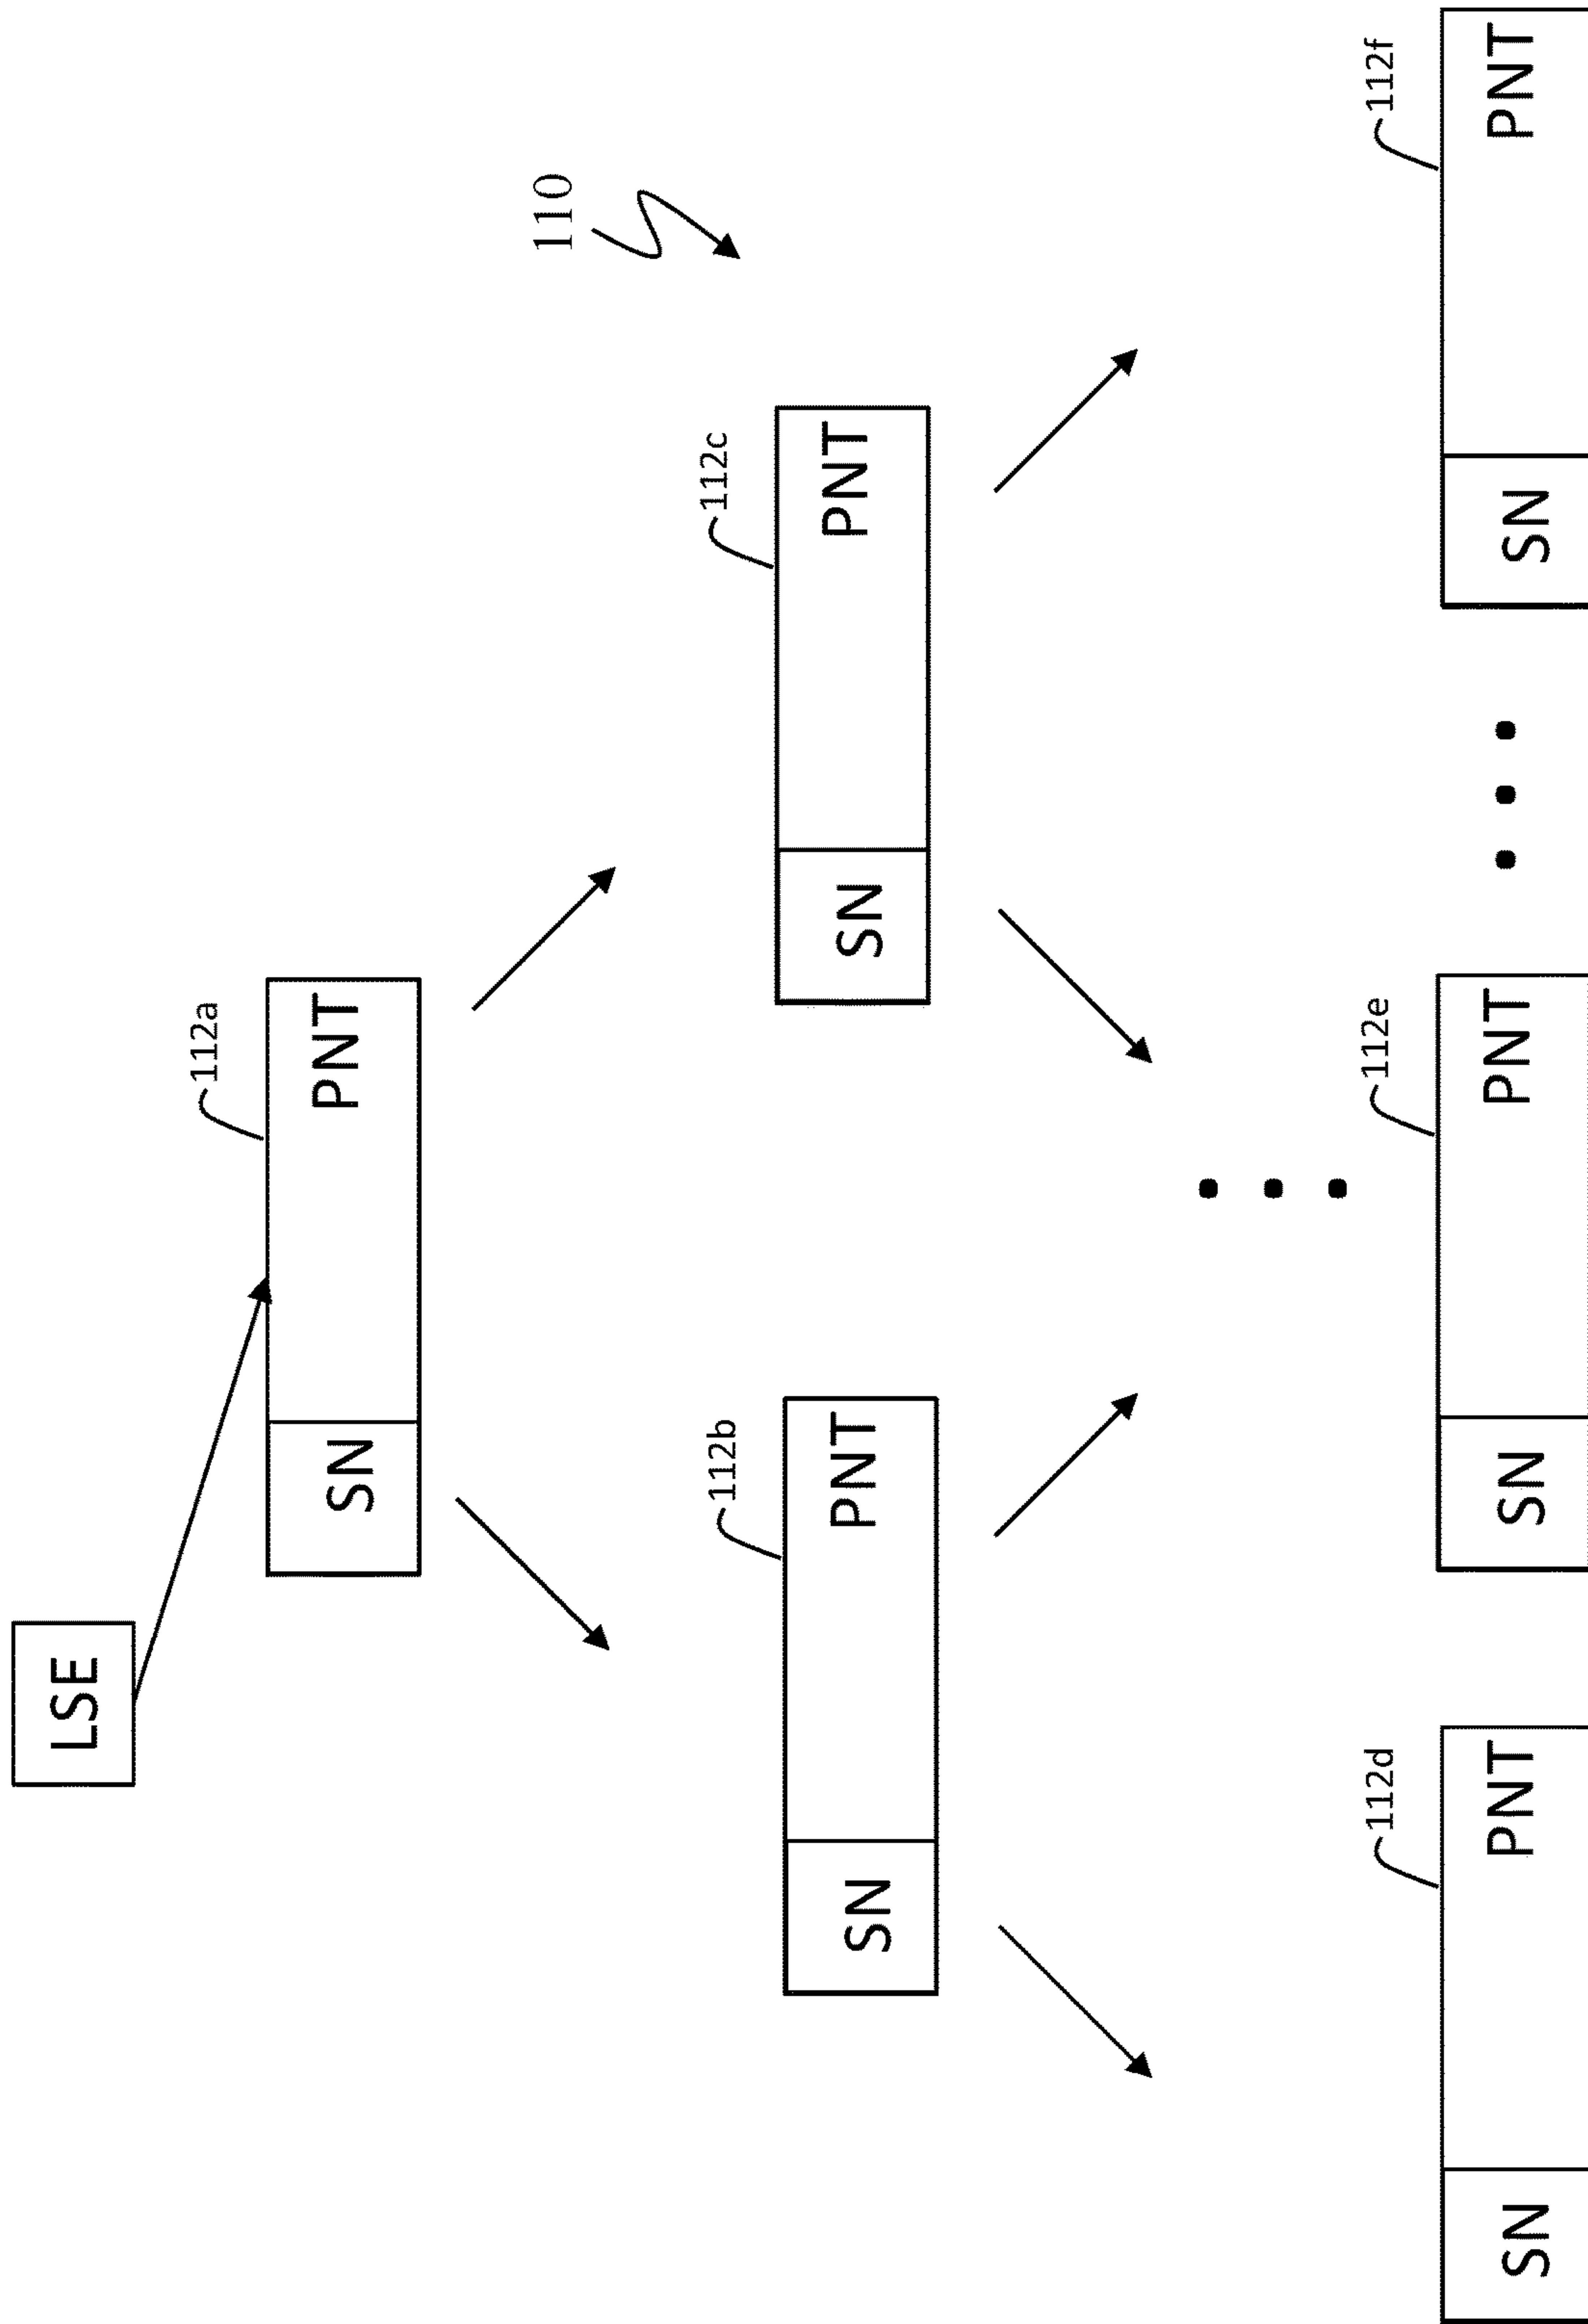 LSE
112a
SN PNT
110
112b
SN PNT
112c
SN PNT
112d
SN PNT
112e
SN PNT
112f
SN PNT